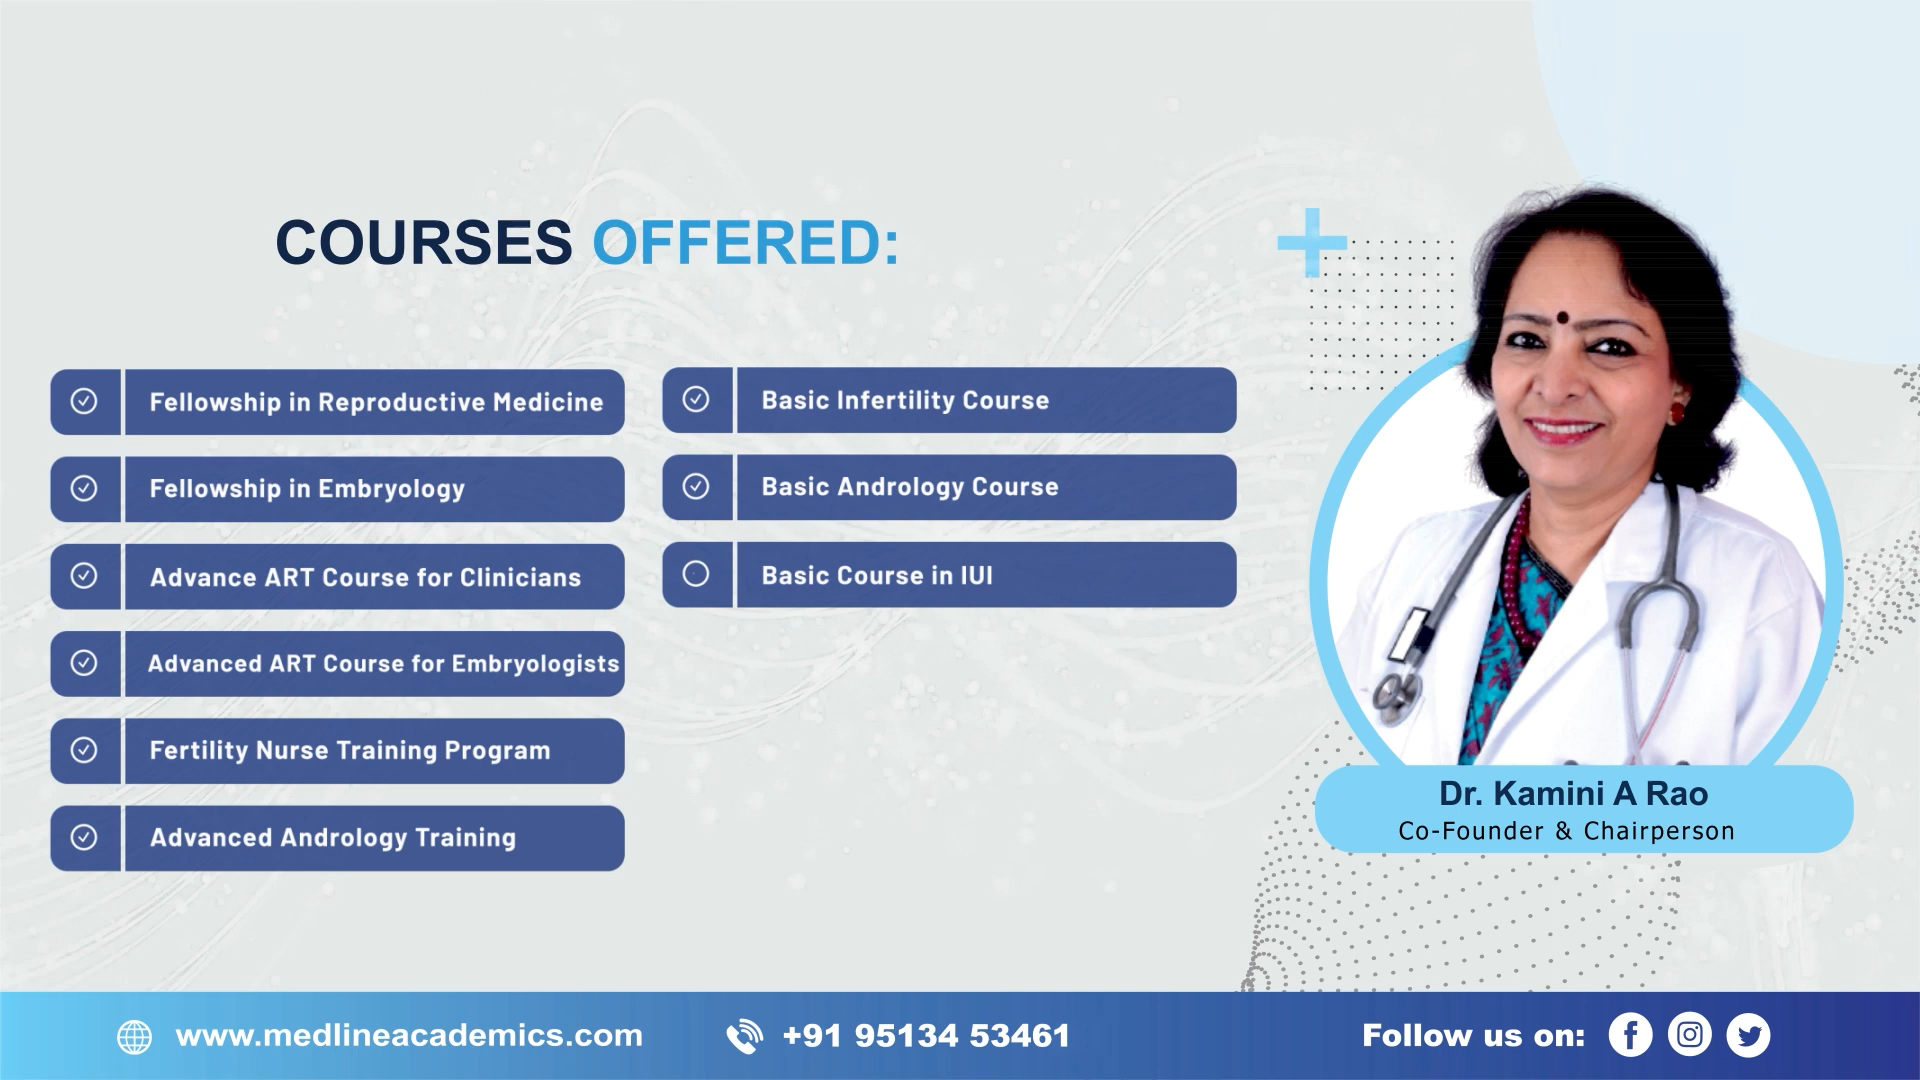 COURSES OFFERED:
Fellowship in Reproductive Medicine
Fellowship in Embryology
Advance ART Course for Clinicians
Advanced ART Course for Embryologists
Fertility Nurse Training Program
Advanced Andrology Training
Basic Infertility Course
Basic Andrology Course
Basic Course in IUI
Dr. Kamini A Rao
Co-Founder & Chairperson
www.medlineacademics.com
+91 95134 53461
Follow us on: